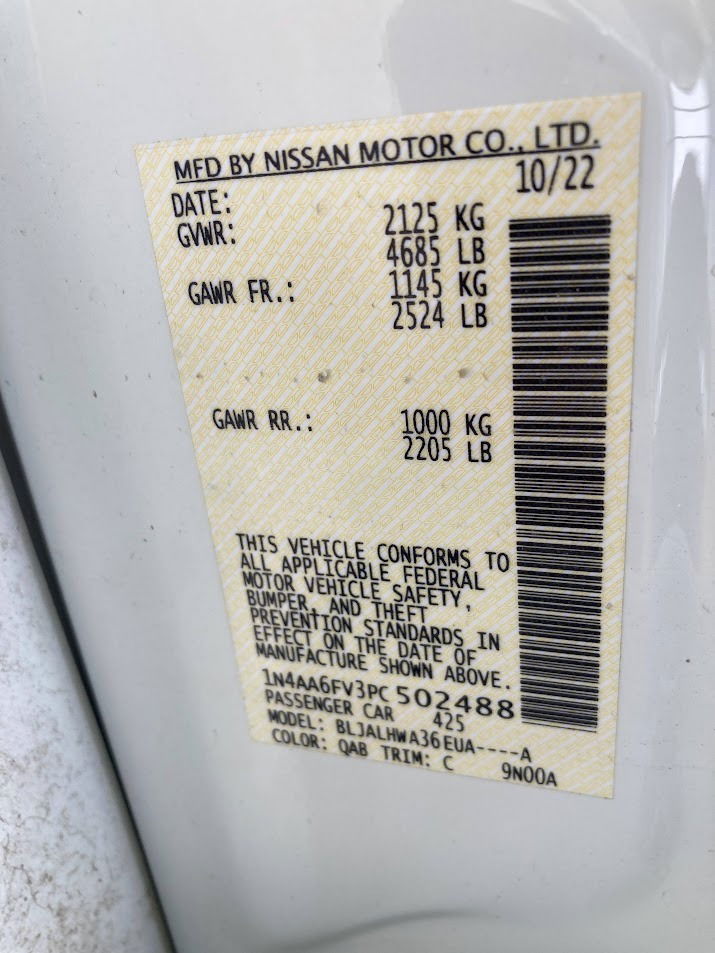 MFD BY NISSAN MOTOR CO., LTD.
DATE: 10/22
GVWR: 2125 KG
4685 LB
GAWR FR.: 1145 KG
2524 LB
GAWR RR.: 1000 KG
2205 LB
THIS VEHICLE CONFORMS TO
ALL APPLICABLE FEDERAL
MOTOR VEHICLE SAFETY,
BUMPER, AND THEFT
PREVENTION STANDARDS IN
EFFECT ON THE DATE OF
MANUFACTURE SHOWN ABOVE.
1N4AA6FV3PC502488
PASSENGER CAR 425
MODEL: BLJALHWA36EUA----A
COLOR: QAB TRIM: C 9N00A